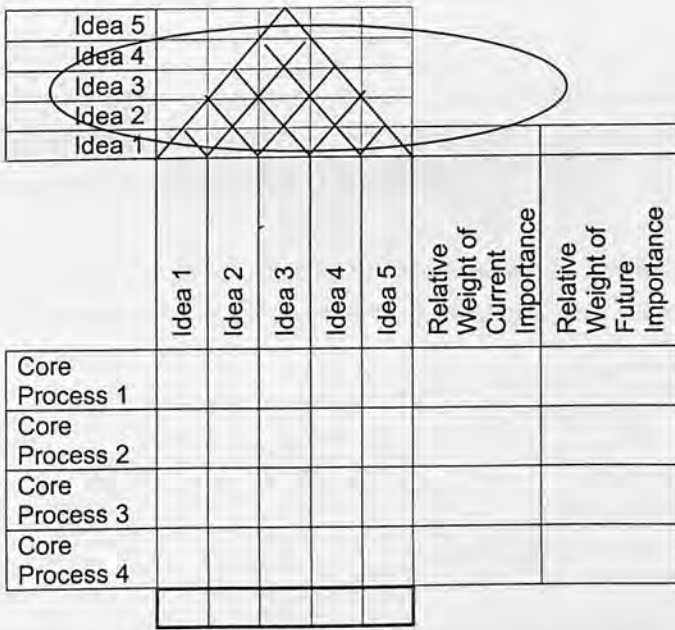 Idea 5
Idea 4
Idea 3
Idea 2
Idea 1
Idea 1
Idea 2
Idea 3
Idea 4
Idea 5
Relative
Weight of
Current
Importance
Relative
Weight of
Future
Importance
Core
Process 1
Core
Process 2
Core
Process 3
Core
Process 4